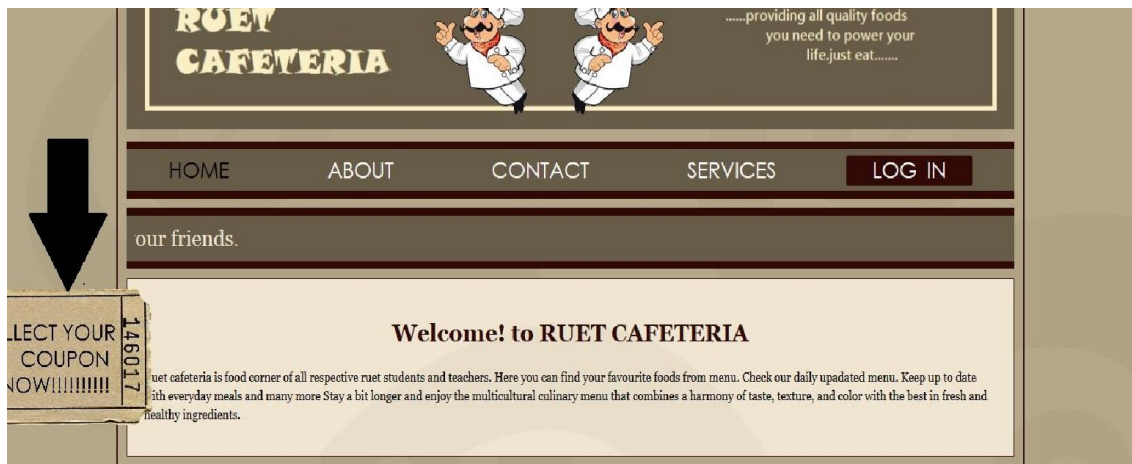 RUET
CAFETERIA
......providing all quality foods
you need to power your
life.just eat.......
HOME ABOUT CONTACT SERVICES LOG IN
our friends.
LLECT YOUR
COUPON
NOW!!!!!!!!!!
146017
Welcome! to RUET CAFETERIA
uet cafeteria is food corner of all respective ruet students and teachers. Here you can find your favourite foods from menu. Check our daily upadated menu. Keep up to date
ith everyday meals and many more Stay a bit longer and enjoy the multicultural culinary menu that combines a harmony of taste, texture, and color with the best in fresh and
healthy ingredients.